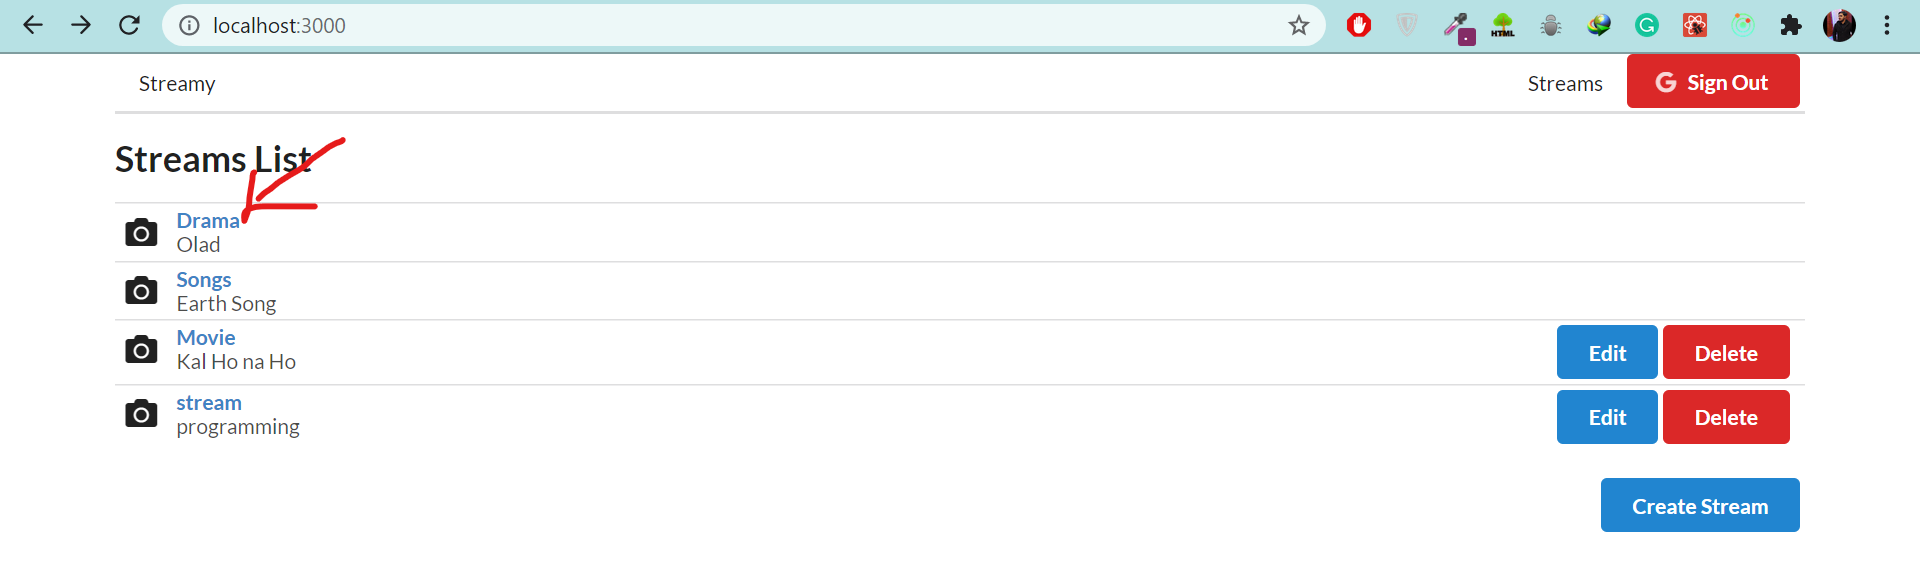 localhost:3000
HTML
Streamy
Streams
G Sign Out
Streams List
Drama
Olad
Songs
Earth Song
Movie
Kal Ho na Ho
Edit
Delete
stream
programming
Edit
Delete
Create Stream